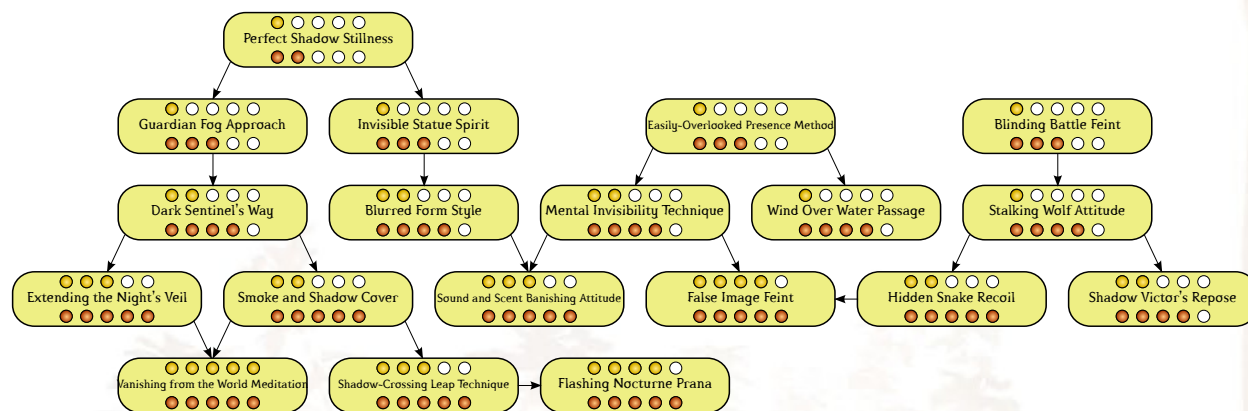 Perfect Shadow Stillness
Guardian Fog Approach
Invisible Statue Spirit
Easily-Overlooked Presence Method
Blinding Battle Feint
Dark Sentinel's Way
Blurred Form Style
Mental Invisibility Technique
Wind Over Water Passage
Stalking Wolf Attitude
Extending the Night's Veil
Smoke and Shadow Cover
Sound and Scent Banishing Attitude
False Image Feint
Hidden Snake Recoil
Shadow Victor's Repose
Vanishing from the World Meditation
Shadow-Crossing Leap Technique
Flashing Nocturne Prana